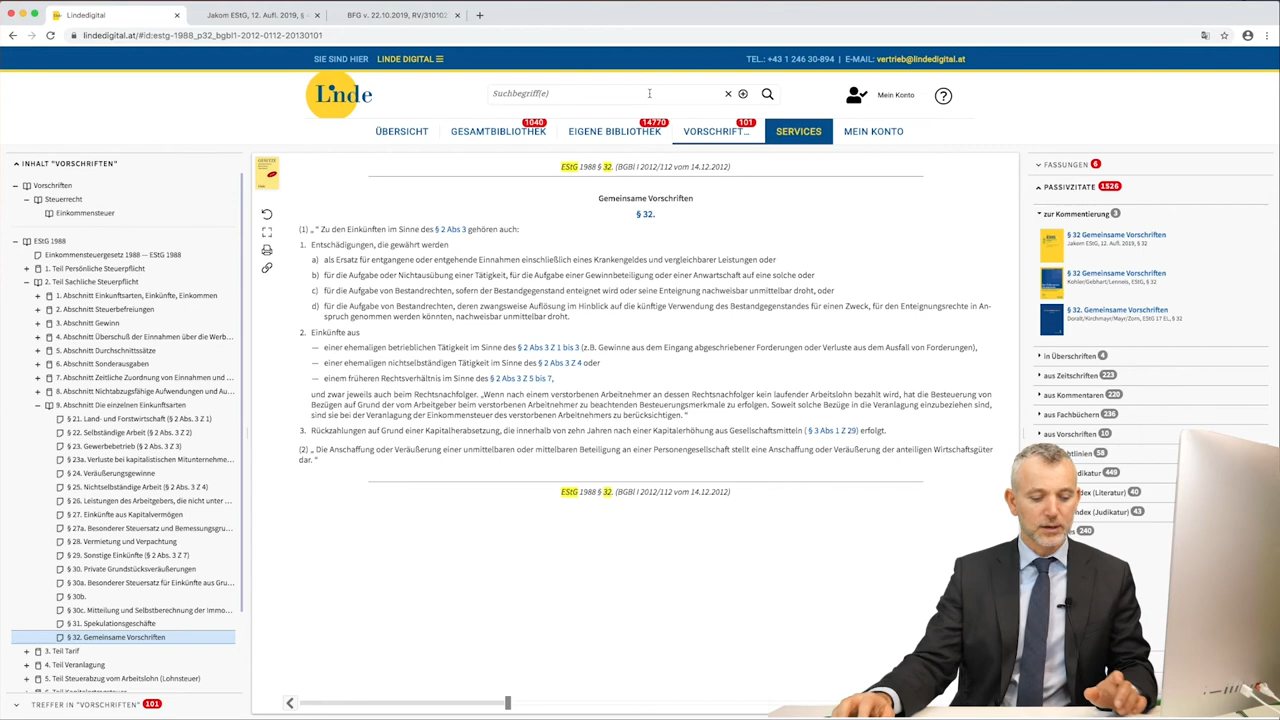 Lindedigital
Jakom EStG, 12. Aufl. 2019, §
BFG v. 22.10.2019, RV/310102
lindedigital.at/#id:estg-1988_p32_bgbl1-2012-0112-20130101
SIE SIND HIER LINDE DIGITAL
TEL.: +43 1 246 30-894 | E-MAIL: vertrieb@lindedigital.at
Linde
Suchbegriff(e)
Mein Konto
ÜBERSICHT
GESAMTBIBLIOTHEK 1040
EIGENE BIBLIOTHEK 14770
VORSCHRIFT... 101
SERVICES
MEIN KONTO
INHALT "VORSCHRIFTEN"
Vorschriften
Steuerrecht
Einkommensteuer
EStG 1988
Einkommensteuergesetz 1988 — EStG 1988
1. Teil Persönliche Steuerpflicht
2. Teil Sachliche Steuerpflicht
1. Abschnitt Einkunftsarten, Einkünfte, Einkommen
2. Abschnitt Steuerbefreiungen
3. Abschnitt Gewinn
4. Abschnitt Überschuß der Einnahmen über die Werb...
5. Abschnitt Durchschnittssätze
6. Abschnitt Sonderausgaben
7. Abschnitt Zeitliche Zuordnung von Einnahmen und ...
8. Abschnitt Nichtabzugsfähige Aufwendungen und Au...
9. Abschnitt Die einzelnen Einkunftsarten
§ 21. Land- und Forstwirtschaft (§ 2 Abs. 3 Z 1)
§ 22. Selbständige Arbeit (§ 2 Abs. 3 Z 2)
§ 23. Gewerbebetrieb (§ 2 Abs. 3 Z 3)
§ 23a. Verluste bei kapitalistischen Mitunternehme...
§ 24. Veräußerungsgewinne
§ 25. Nichtselbständige Arbeit (§ 2 Abs. 3 Z 4)
§ 26. Leistungen des Arbeitgebers, die nicht unter ...
§ 27. Einkünfte aus Kapitalvermögen
§ 27a. Besonderer Steuersatz und Bemessungsgru...
§ 28. Vermietung und Verpachtung
§ 29. Sonstige Einkünfte (§ 2 Abs. 3 Z 7)
§ 30. Private Grundstücksveräußerungen
§ 30a. Besonderer Steuersatz für Einkünfte aus Gru...
§ 30b.
§ 30c. Mitteilung und Selbstberechnung der Immo...
§ 31. Spekulationsgeschäfte
§ 32. Gemeinsame Vorschriften
3. Teil Tarif
4. Teil Veranlagung
5. Teil Steuerabzug vom Arbeitslohn (Lohnsteuer)
TREFFER IN "VORSCHRIFTEN" 101
EStG 1988 § 32. (BGBl I 2012/112 vom 14.12.2012)
Gemeinsame Vorschriften
§ 32.
(1) „ " Zu den Einkünften im Sinne des § 2 Abs 3 gehören auch:
1. Entschädigungen, die gewährt werden
a) als Ersatz für entgangene oder entgehende Einnahmen einschließlich eines Krankengeldes und vergleichbarer Leistungen oder
b) für die Aufgabe oder Nichtausübung einer Tätigkeit, für die Aufgabe einer Gewinnbeteiligung oder einer Anwartschaft auf eine solche oder
c) für die Aufgabe von Bestandrechten, sofern der Bestandgegenstand enteignet wird oder seine Enteignung nachweisbar unmittelbar droht, oder
d) für die Aufgabe von Bestandrechten, deren zwangsweise Auflösung im Hinblick auf die künftige Verwendung des Bestandgegenstandes für einen Zweck, für den Enteignungsrechte in An-
spruch genommen werden könnten, nachweisbar unmittelbar droht.
2. Einkünfte aus
— einer ehemaligen betrieblichen Tätigkeit im Sinne des § 2 Abs 3 Z 1 bis 3 (z.B. Gewinne aus dem Eingang abgeschriebener Forderungen oder Verluste aus dem Ausfall von Forderungen),
— einer ehemaligen nichtselbständigen Tätigkeit im Sinne des § 2 Abs 3 Z 4 oder
— einem früheren Rechtsverhältnis im Sinne des § 2 Abs 3 Z 5 bis 7,
und zwar jeweils auch beim Rechtsnachfolger. „Wenn nach einem verstorbenen Arbeitnehmer an dessen Rechtsnachfolger kein laufender Arbeitslohn bezahlt wird, hat die Besteuerung von
Bezügen auf Grund der vom Arbeitgeber beim verstorbenen Arbeitnehmer zu beachtenden Besteuerungsmerkmale zu erfolgen. Soweit solche Bezüge in die Veranlagung einzubeziehen sind,
sind sie bei der Veranlagung der Einkommensteuer des verstorbenen Arbeitnehmers zu berücksichtigen. "
3. Rückzahlungen auf Grund einer Kapitalherabsetzung, die innerhalb von zehn Jahren nach einer Kapitalerhöhung aus Gesellschaftsmitteln ( § 3 Abs 1 Z 29) erfolgt.
(2) „ Die Anschaffung oder Veräußerung einer unmittelbaren oder mittelbaren Beteiligung an einer Personengesellschaft stellt eine Anschaffung oder Veräußerung der anteiligen Wirtschaftsgüter
dar. "
EStG 1988 § 32. (BGBl I 2012/112 vom 14.12.2012)
FASSUNGEN 6
PASSIVZITATE 1526
zur Kommentierung 3
§ 32 Gemeinsame Vorschriften
Jakom EStG, 12. Aufl. 2019, § 32
§ 32 Gemeinsame Vorschriften
Kohler/Gebhart/Lenneis, EStG, § 32
§ 32. Gemeinsame Vorschriften
Doralt/Kirchmayr/Mayr/Zorn, EStG 17 EL, § 32
in Überschriften 4
aus Zeitschriften 223
aus Kommentaren 220
aus Fachbüchern 236
aus Vorschriften 10
58
449
(Literatur) 40
(Judikatur) 43
240